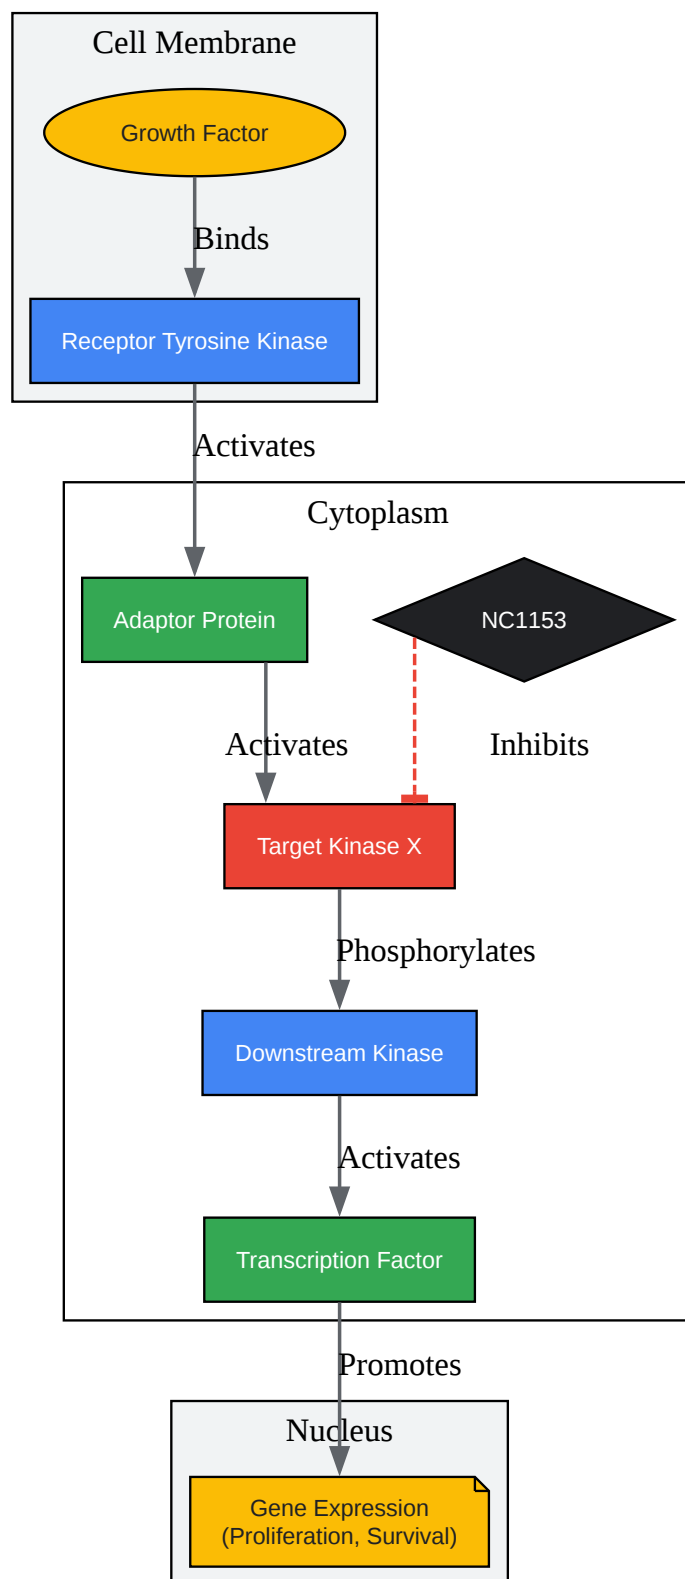 Cell Membrane
Growth Factor
Binds
Receptor Tyrosine Kinase
Activates
Cytoplasm
Adaptor Protein
NC1153
Activates
Inhibits
Target Kinase X
Phosphorylates
Downstream Kinase
Activates
Transcription Factor
Promotes
Nucleus
Gene Expression
(Proliferation, Survival)